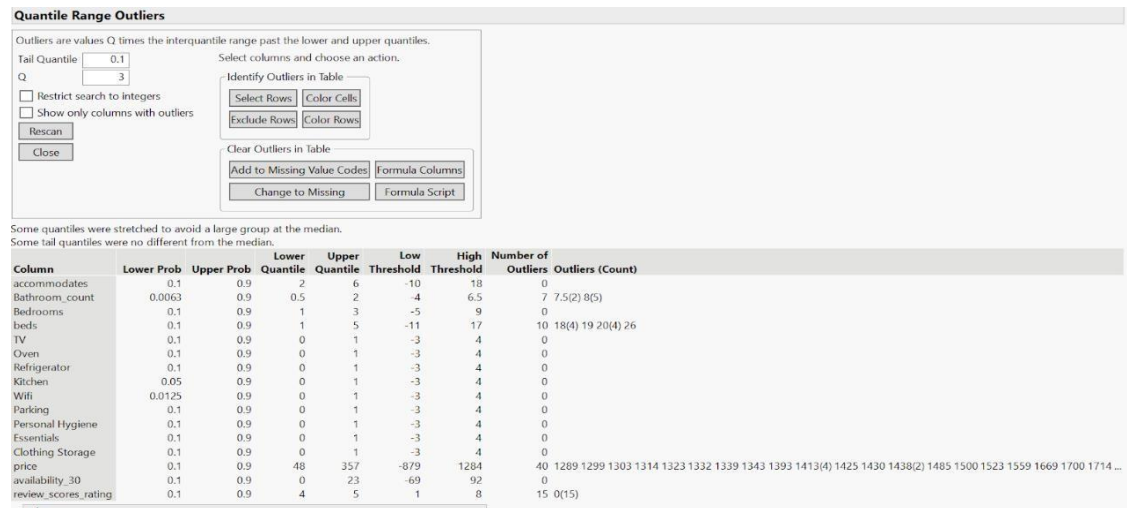 Quantile Range Outliers
Outliers are values Q times the interquantile range past the lower and upper quantiles.
Tail Quantile 0.1 Select columns and choose an action.
Q 3 Identify Outliers in Table
Restrict search to integers Select Rows Color Cells
Show only columns with outliers Exclude Rows Color Rows
Rescan
Close Clear Outliers in Table
Add to Missing Value Codes Formula Columns
Change to Missing Formula Script
Some quantiles were stretched to avoid a large group at the median.
Some tail quantiles were no different from the median.
Lower Upper Low High Number of
Column Lower Prob Upper Prob Quantile Quantile Threshold Threshold Outliers Outliers (Count)
accommodates 0.1 0.9 2 6 -10 18 0
Bathroom_count 0.0063 0.9 0.5 2 -4 6.5 7 7.5(2) 8(5)
Bedrooms 0.1 0.9 1 3 -5 9 0
beds 0.1 0.9 1 5 -11 17 10 18(4) 19 20(4) 26
TV 0.1 0.9 0 1 -3 4 0
Oven 0.1 0.9 0 1 -3 4 0
Refrigerator 0.1 0.9 0 1 -3 4 0
Kitchen 0.05 0.9 0 1 -3 4 0
Wifi 0.0125 0.9 0 1 -3 4 0
Parking 0.1 0.9 0 1 -3 4 0
Personal Hygiene 0.1 0.9 0 1 -3 4 0
Essentials 0.1 0.9 0 1 -3 4 0
Clothing Storage 0.1 0.9 0 1 -3 4 0
price 0.1 0.9 48 357 -879 1284 40 1289 1299 1303 1314 1323 1332 1339 1343 1393 1413(4) 1425 1430 1438(2) 1485 1500 1523 1559 1669 1700 1714 ...
availability_30 0.1 0.9 0 23 -69 92 0
review_scores_rating 0.1 0.9 4 5 1 8 15 0(15)